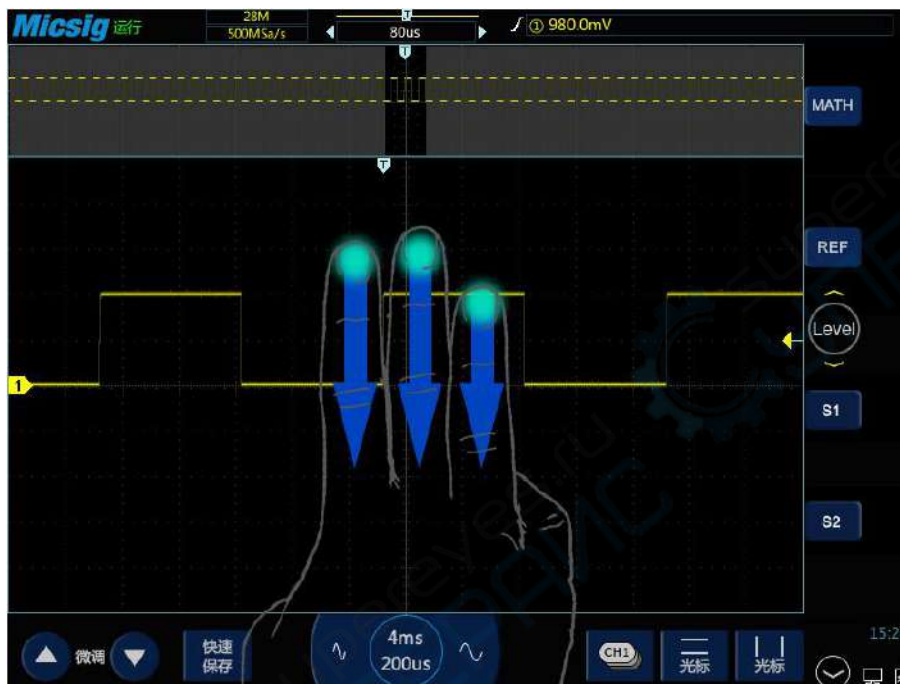 Micsig 运行
28M
500MSa/s
T
80us
① 980.0mV
T
T
MATH
REF
Level
1
S1
S2
微调
快速
保存
4ms
200us
CH1
光标
光标
15:2